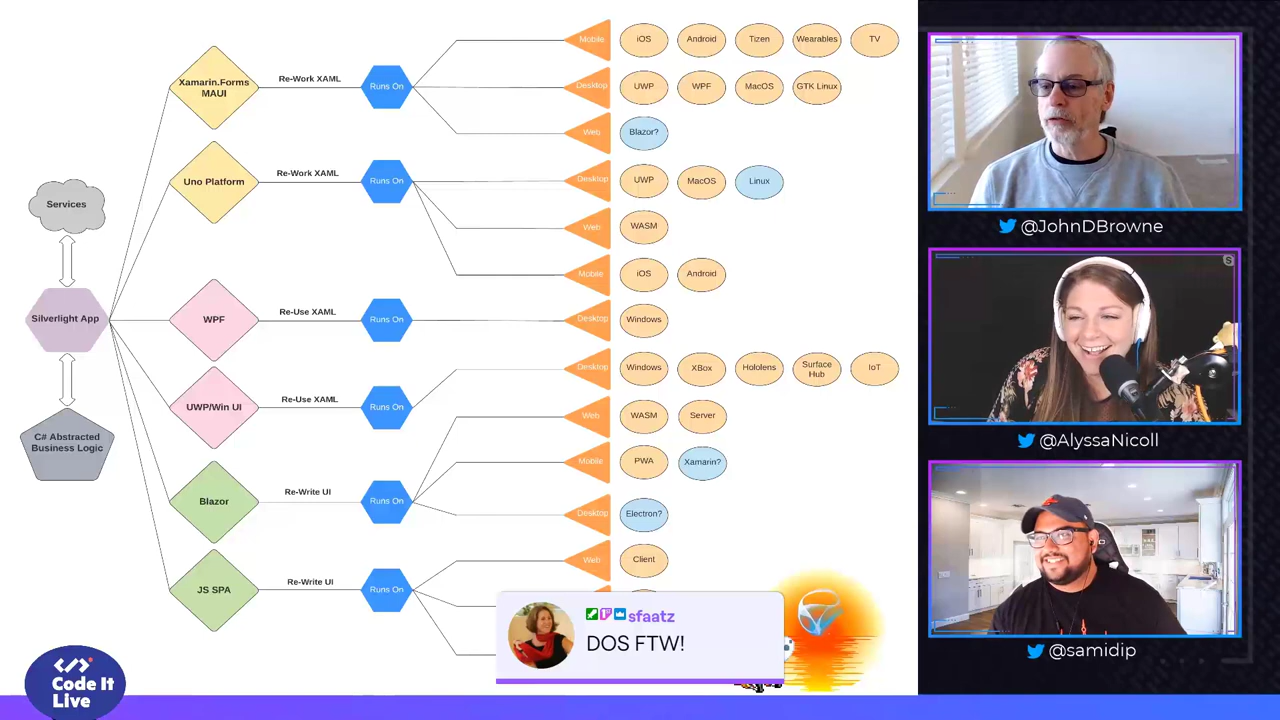 Mobile
iOS
Android
Tizen
Wearables
TV
Xamarin.Forms
MAUI
Re-Work XAML
Runs On
Desktop
UWP
WPF
MacOS
GTK Linux
Web
Blazor?
Uno Platform
Re-Work XAML
Runs On
Desktop
UWP
MacOS
Linux
Web
WASM
Mobile
iOS
Android
Services
Silverlight App
C# Abstracted
Business Logic
WPF
Re-Use XAML
Runs On
Desktop
Windows
UWP/Win UI
Re-Use XAML
Runs On
Desktop
Windows
XBox
Hololens
Surface
Hub
IoT
Blazor
Re-Write UI
Runs On
Web
WASM
Server
Mobile
PWA
Xamarin?
Desktop
Electron?
JS SPA
Re-Write UI
Runs On
Web
Client
sfaatz
DOS FTW!
Code It
Live
@JohnDBrowne
@AlyssaNicoll
@samidip